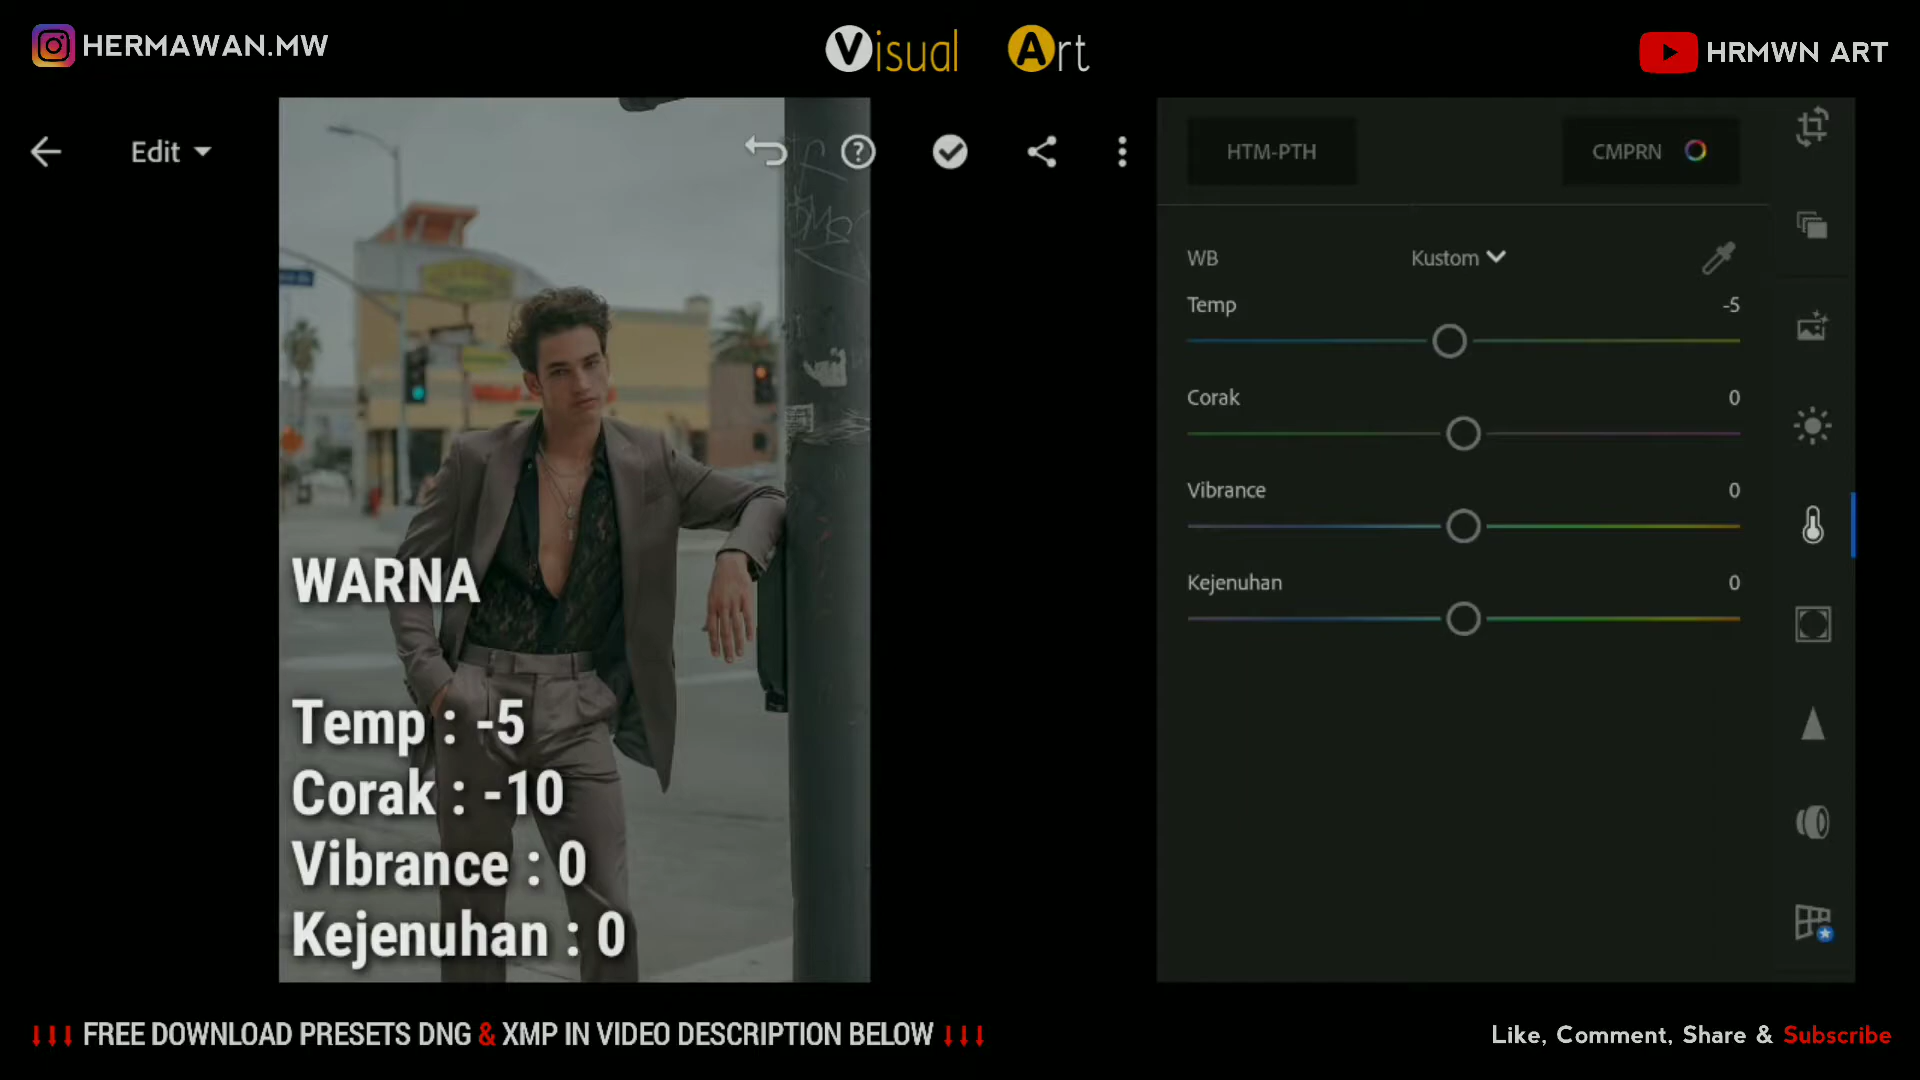 HERMAWAN.MW
Visual Art
HRMWN ART
Edit
HTM-PTH
CMPRN
WB
Kustom
Temp
-5
Corak
0
Vibrance
0
Kejenuhan
0
WARNA
Temp : -5
Corak : -10
Vibrance : 0
Kejenuhan : 0
FREE DOWNLOAD PRESETS DNG & XMP IN VIDEO DESCRIPTION BELOW
Like, Comment, Share & Subscribe